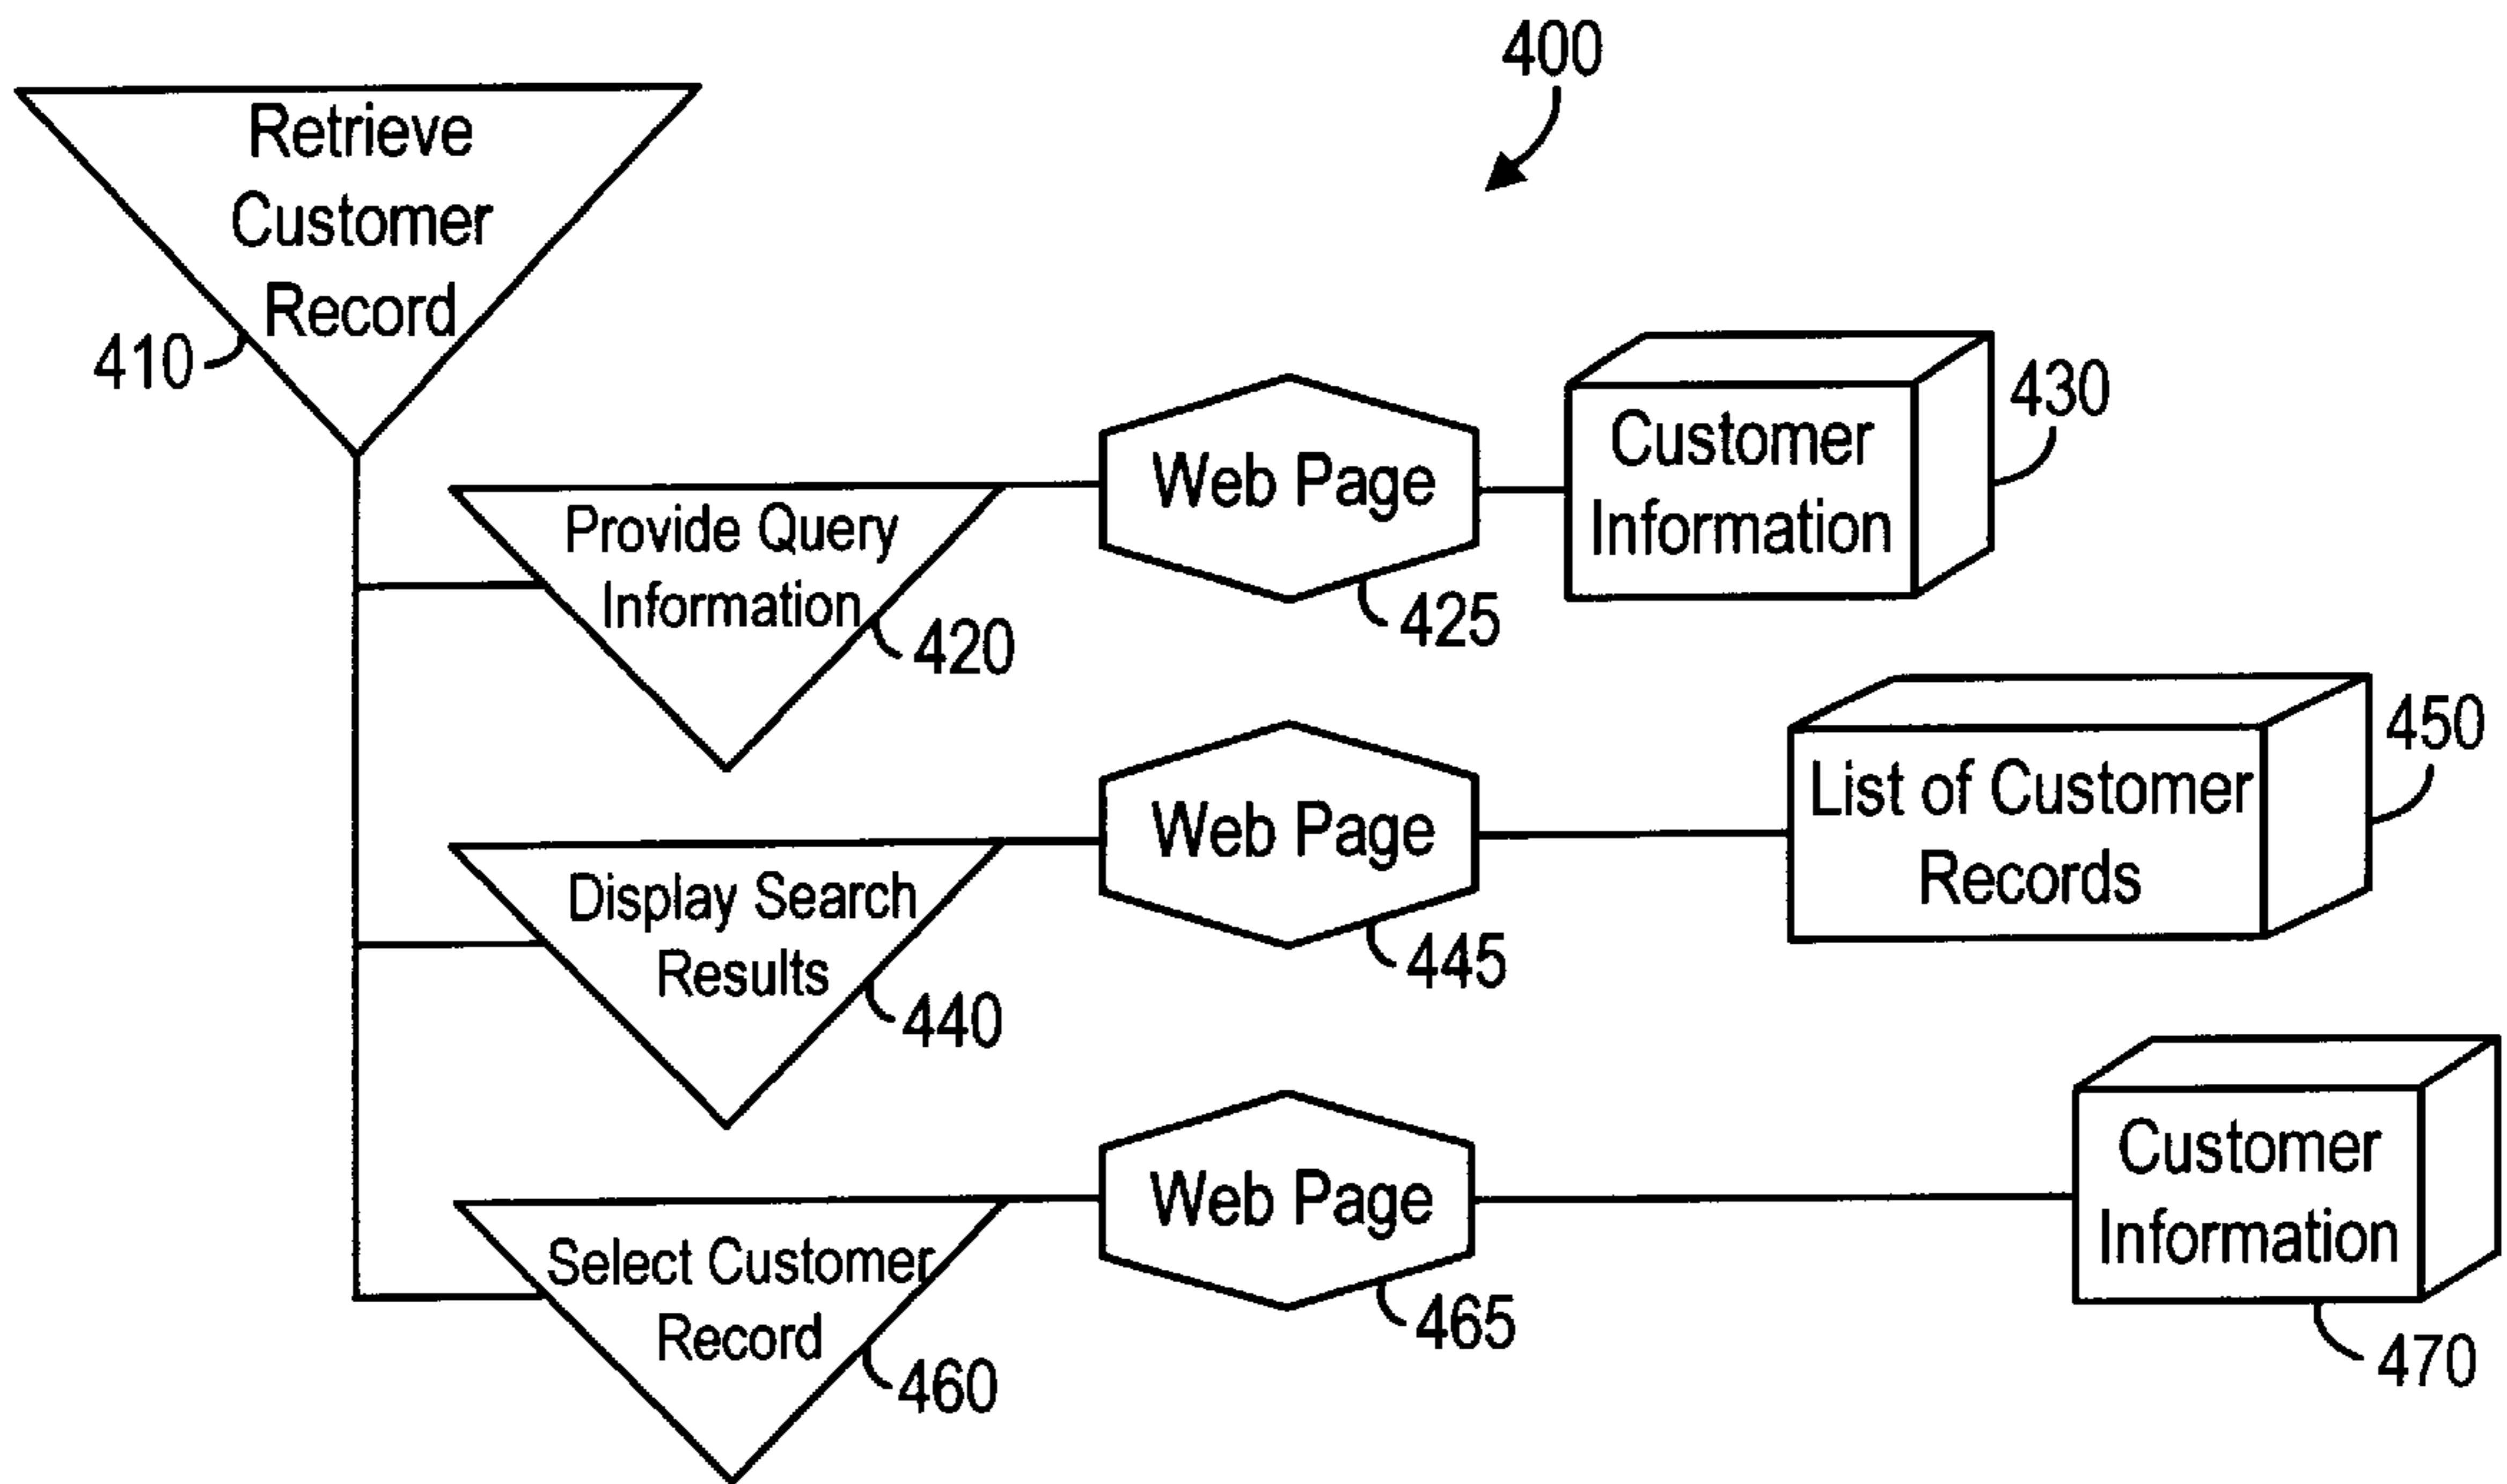 400
Retrieve
Customer
Record
410
Provide Query
Information
420
Web Page
425
Customer
Information
430
Display Search
Results
440
Web Page
445
List of Customer
Records
450
Select Customer
Record
460
Web Page
465
Customer
Information
470